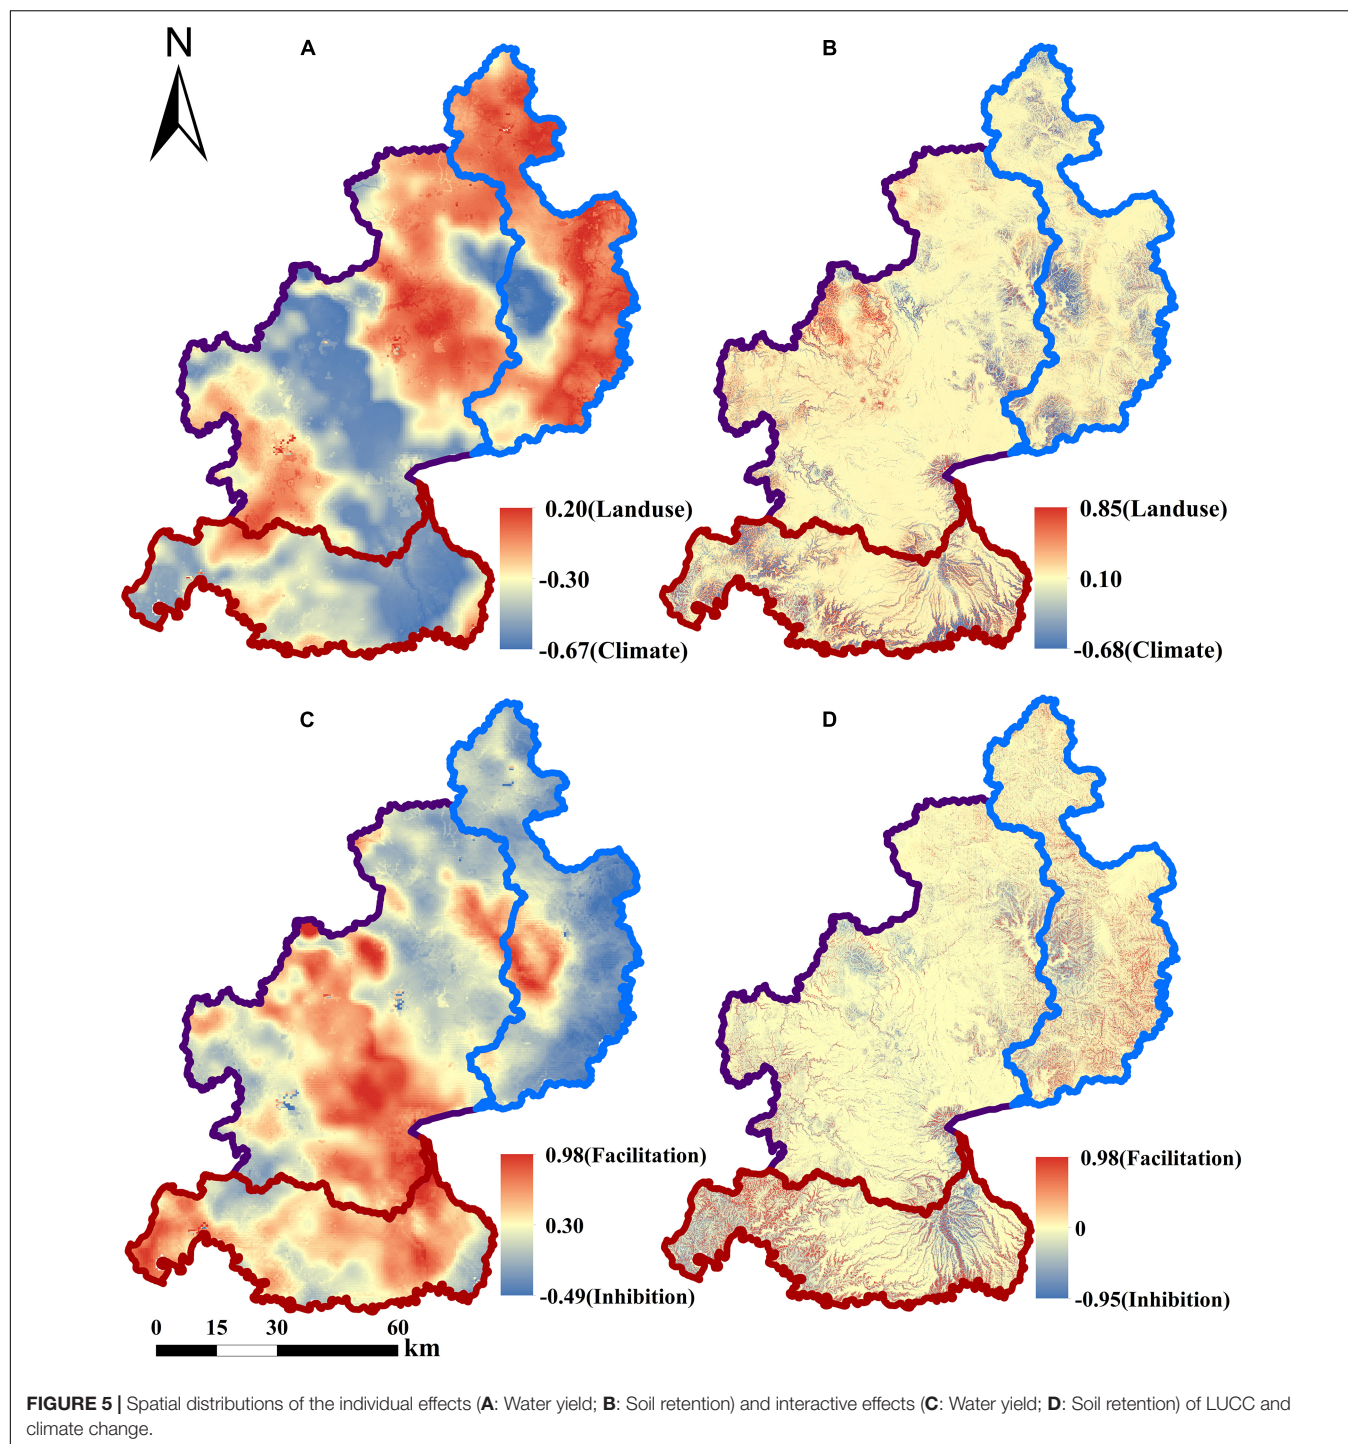 N
A
B
0.20(Landuse)
-0.30
-0.67(Climate)
0.85(Landuse)
0.10
-0.68(Climate)
C
D
0.98(Facilitation)
0.30
-0.49(Inhibition)
0.98(Facilitation)
0
-0.95(Inhibition)
0 15 30 60
km
FIGURE 5 | Spatial distributions of the individual effects (A: Water yield; B: Soil retention) and interactive effects (C: Water yield; D: Soil retention) of LUCC and
climate change.